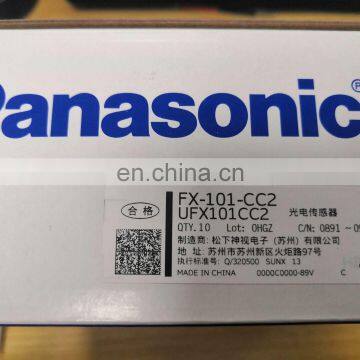 Panasonic
EN.CHINA.CN
合格
FX-101-CC2
UFX101CC2
光电传感器
QTY.10 Lot: 0HGZ C/N: 0891 -
制造商: 松下神视电子 (苏州) 有限公司
地 址: 苏州市苏州新区火炬路97号
执行标准号: Q/320500 SUNX 13
MADE IN CHINA 0000C0000-89V C